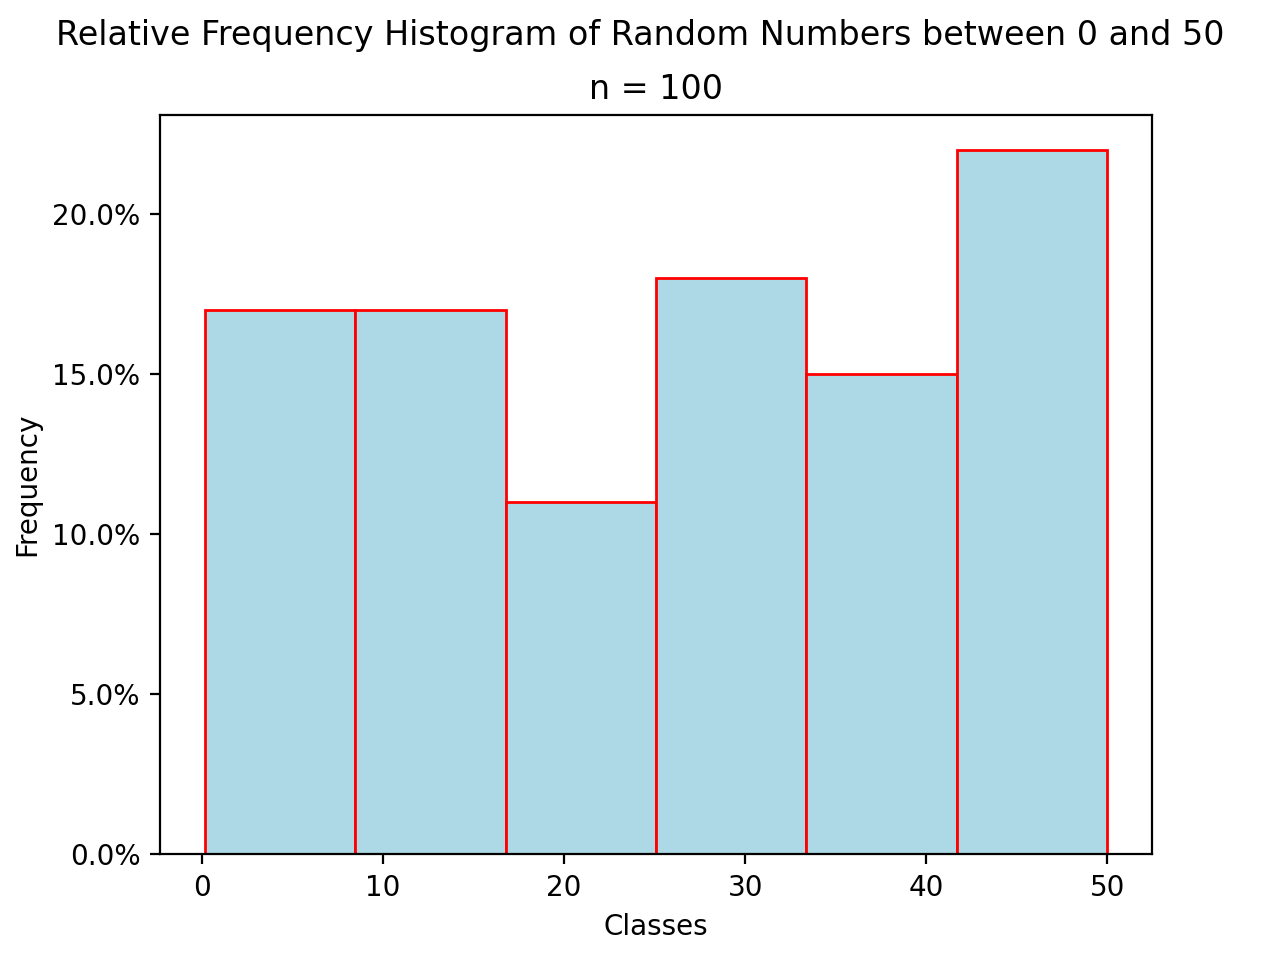 Relative Frequency Histogram of Random Numbers between 0 and 50
n = 100
20.0%
15.0%
10.0%
5.0%
0.0%
Frequency
0 10 20 30 40 50
Classes